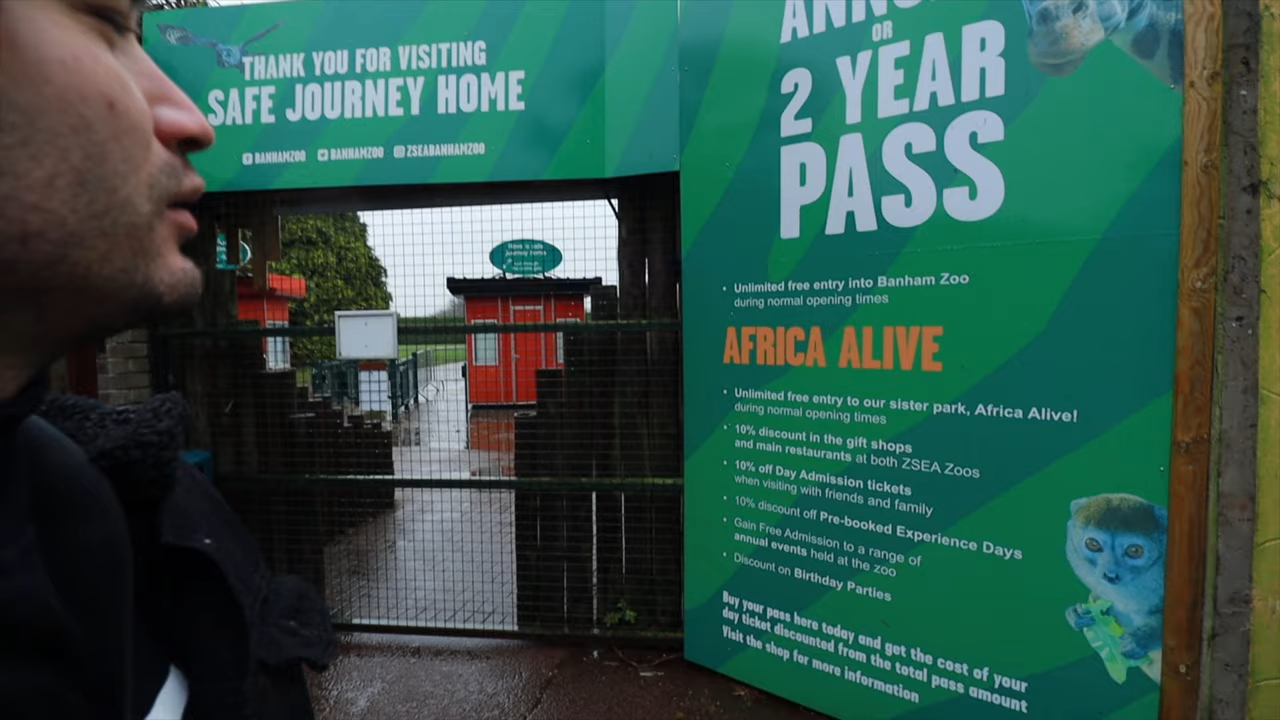 THANK YOU FOR VISITING
SAFE JOURNEY HOME
BANHAMZOO BANHAMZOO ZSEABANHAMZOO
Have a safe
journey home
OR
2 YEAR
PASS
• Unlimited free entry into Banham Zoo
during normal opening times
AFRICA ALIVE
• Unlimited free entry to our sister park, Africa Alive!
during normal opening times
• 10% discount in the gift shops
and main restaurants at both ZSEA Zoos
• 10% off Day Admission tickets
when visiting with friends and family
• 10% discount off Pre-booked Experience Days
• Gain Free Admission to a range of
annual events held at the zoo
• Discount on Birthday Parties
Buy your pass here today and get the cost of your
day ticket discounted from the total pass amount
Visit the shop for more information